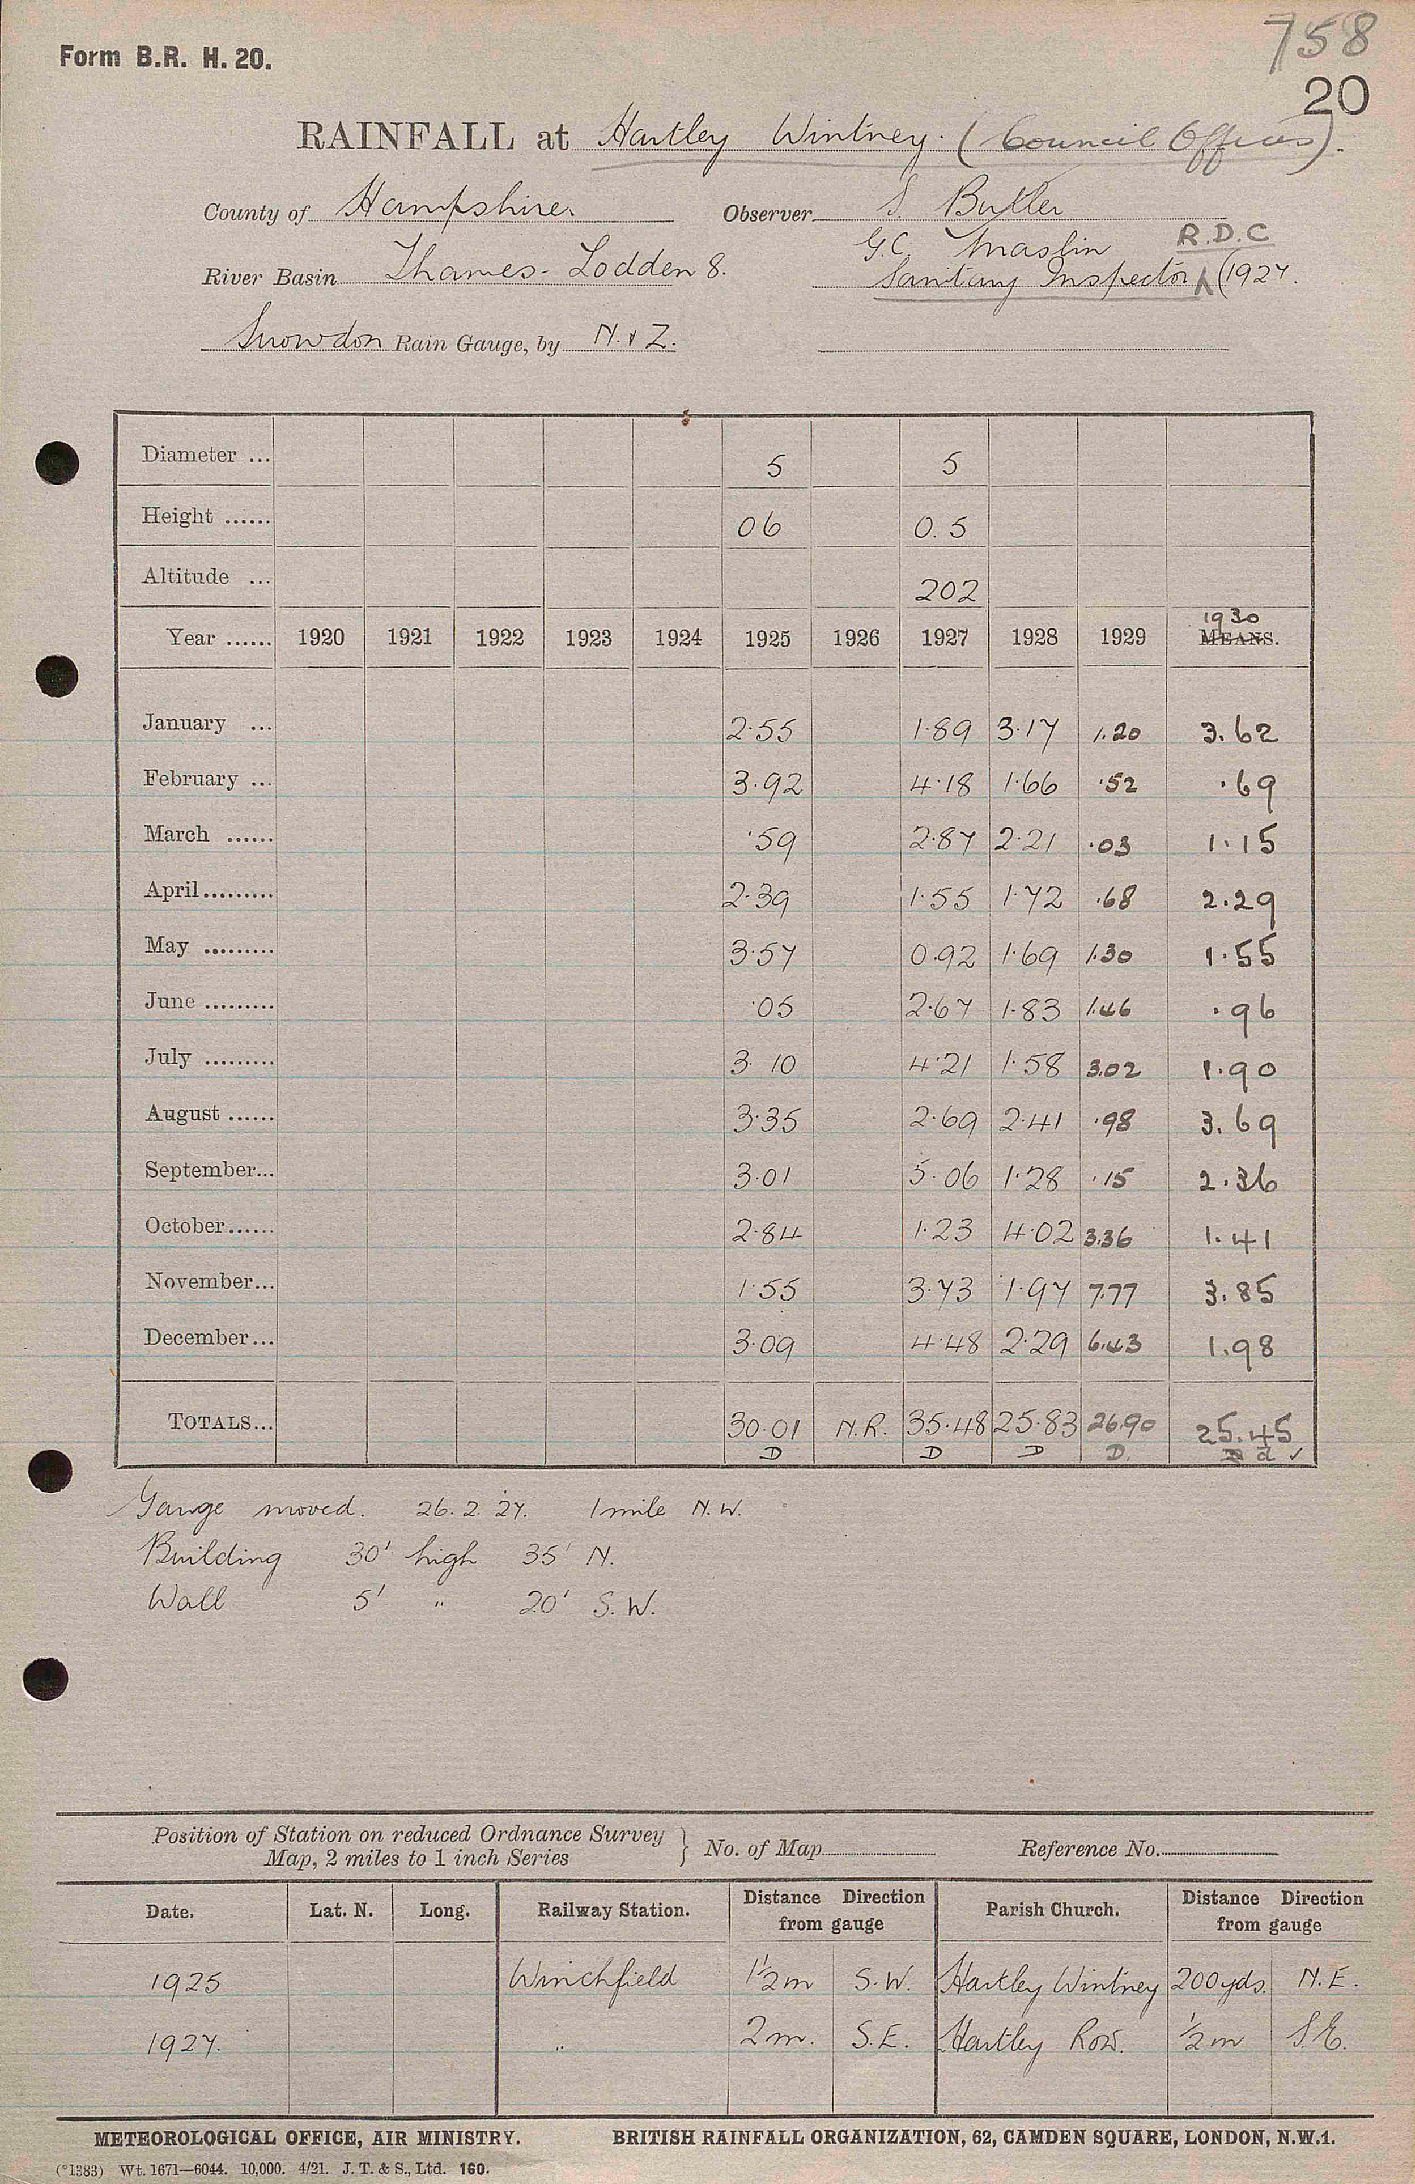 758
Form B.R. H. 20.
20
RAINFALL at Hartley Wintney. (Council Offices).
County of Hampshire. Observer S. Butler
G.C. Maslin R.D.C
River Basin Thames - Lodden 8. Sanitary Inspector ʌ (1927.
Snowdon Rain Gauge, by N. & Z.
Diameter ... 5 5
Height ...... 06 0.5
Altitude ... 202
1930
Year ...... 1920 1921 1922 1923 1924 1925 1926 1927 1928 1929 MEANS.
January ... 2.55 1.89 3.17 1.20 3.62
February ... 3.92 4.18 1.66 .52 .69
March ...... .59 2.87 2.21 .03 1.15
April ......... 2.39 1.55 1.72 .68 2.29
May ......... 3.57 0.92 1.69 1.30 1.55
June ......... .05 2.67 1.83 1.46 .96
July ......... 3 10 4.21 1.58 3.02 1.90
August ...... 3.35 2.69 2.41 .98 3.69
September... 3.01 5.06 1.28 .15 2.36
October...... 2.84 1.23 4.02 3.36 1.41
November... 1.55 3.73 1.97 7.77 3.85
December... 3.09 4.48 2.29 6.43 1.98
TOTALS... 30.01 N.R. 35.48 25.83 26.90 25.45
D D D D. d ✓
Gauge moved. 26. 2. 27. 1 mile N.W.
Building 30' high 35' N.
Wall 5' " 20' S.W.
Position of Station on reduced Ordnance Survey
Map, 2 miles to 1 inch Series } No. of Map Reference No.
Date. Lat. N. Long. Railway Station. Distance Direction from gauge Parish Church. Distance Direction from gauge
1925 Winchfield 1½m S.W. Hartley Wintney 200yds. N.E.
1927. " 2m. S.E. Hartley Row. ½m S.E.
METEOROLOGICAL OFFICE, AIR MINISTRY. BRITISH RAINFALL ORGANIZATION, 62, CAMDEN SQUARE, LONDON, N.W.1.
(*1383) Wt. 1671—6044. 10,000. 4/21. J. T. & S., Ltd. 160.